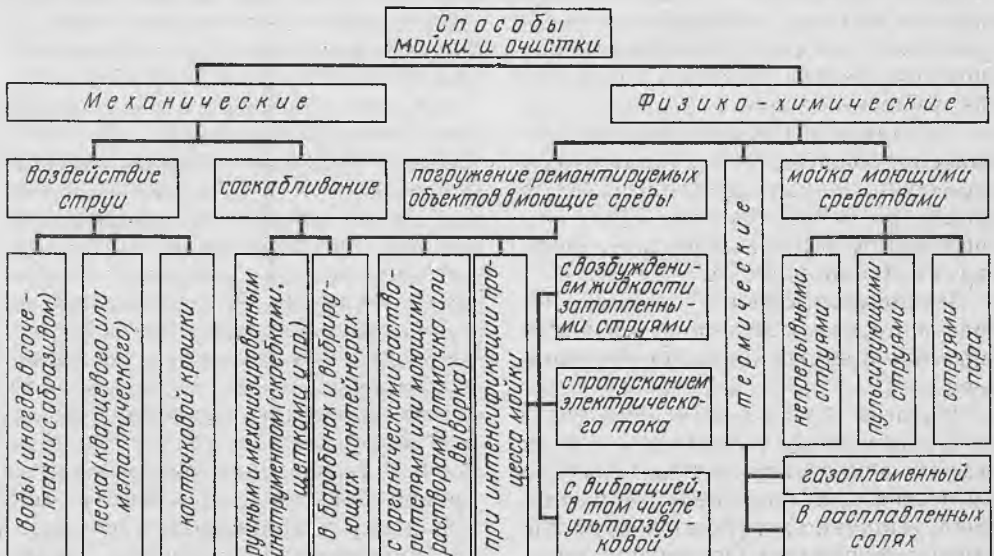 Способы
мойки и очистки
Механические
Физико-химические
воздействие
струи
соскабливание
погружение ремонтируемых
объектов в моющие среды
термические
мойка моющими
средствами
воды (иногда в соче-
тании с абразивом)
песка (кварцевого или
металлического)
косточковой крошки
ручным и механизированным
инструментом (скребками,
щетками и др.)
в барабанах и вибрирую-
щих контейнерах
с органическими раство-
рителями или моющими
растворами (отмочка или
выварка)
при интенсификации про-
цесса мойки
с возбуждени-
ем жидкости
затопленны-
ми струями
с пропусканием
электрическо-
го тока
с вибрацией,
в том числе
ультразву-
ковой
непрерывными
струями
пульсирующими
струями
струями
пара
газопламенный
в расплавленных
солях